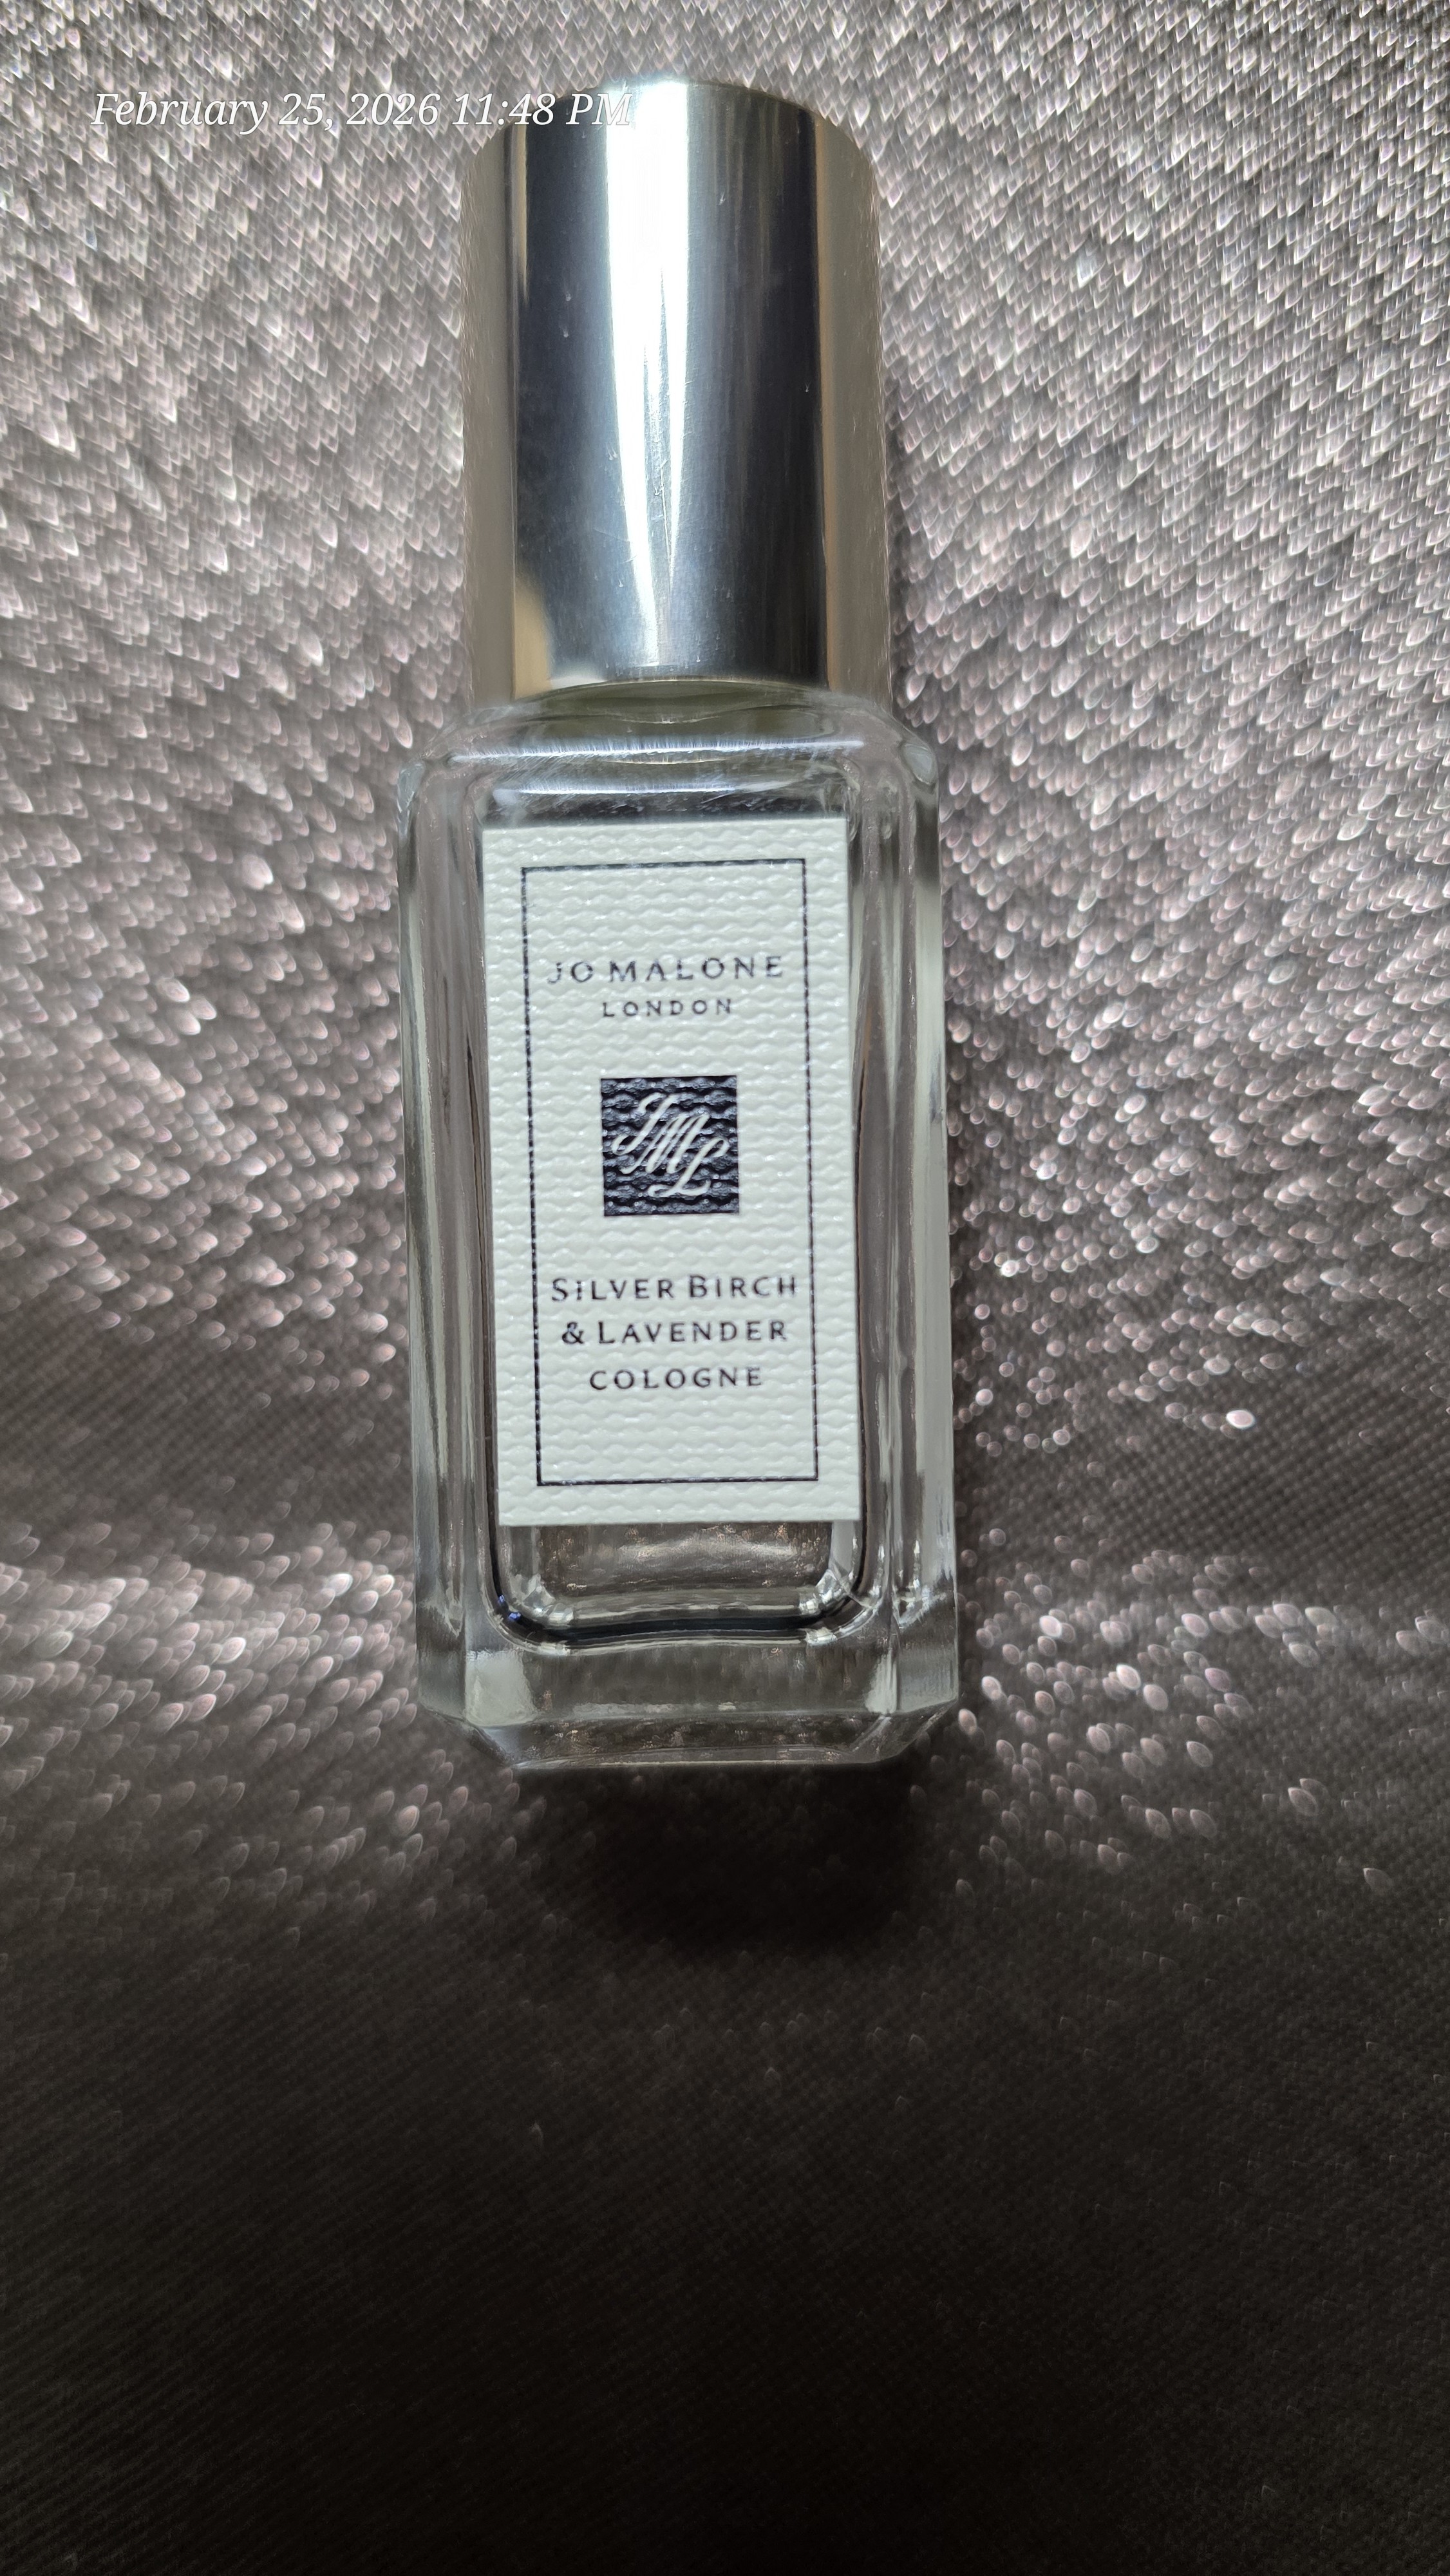 February 25, 2026 11:48 PM
JO MALONE
LONDON
JML
SILVER BIRCH
& LAVENDER
COLOGNE